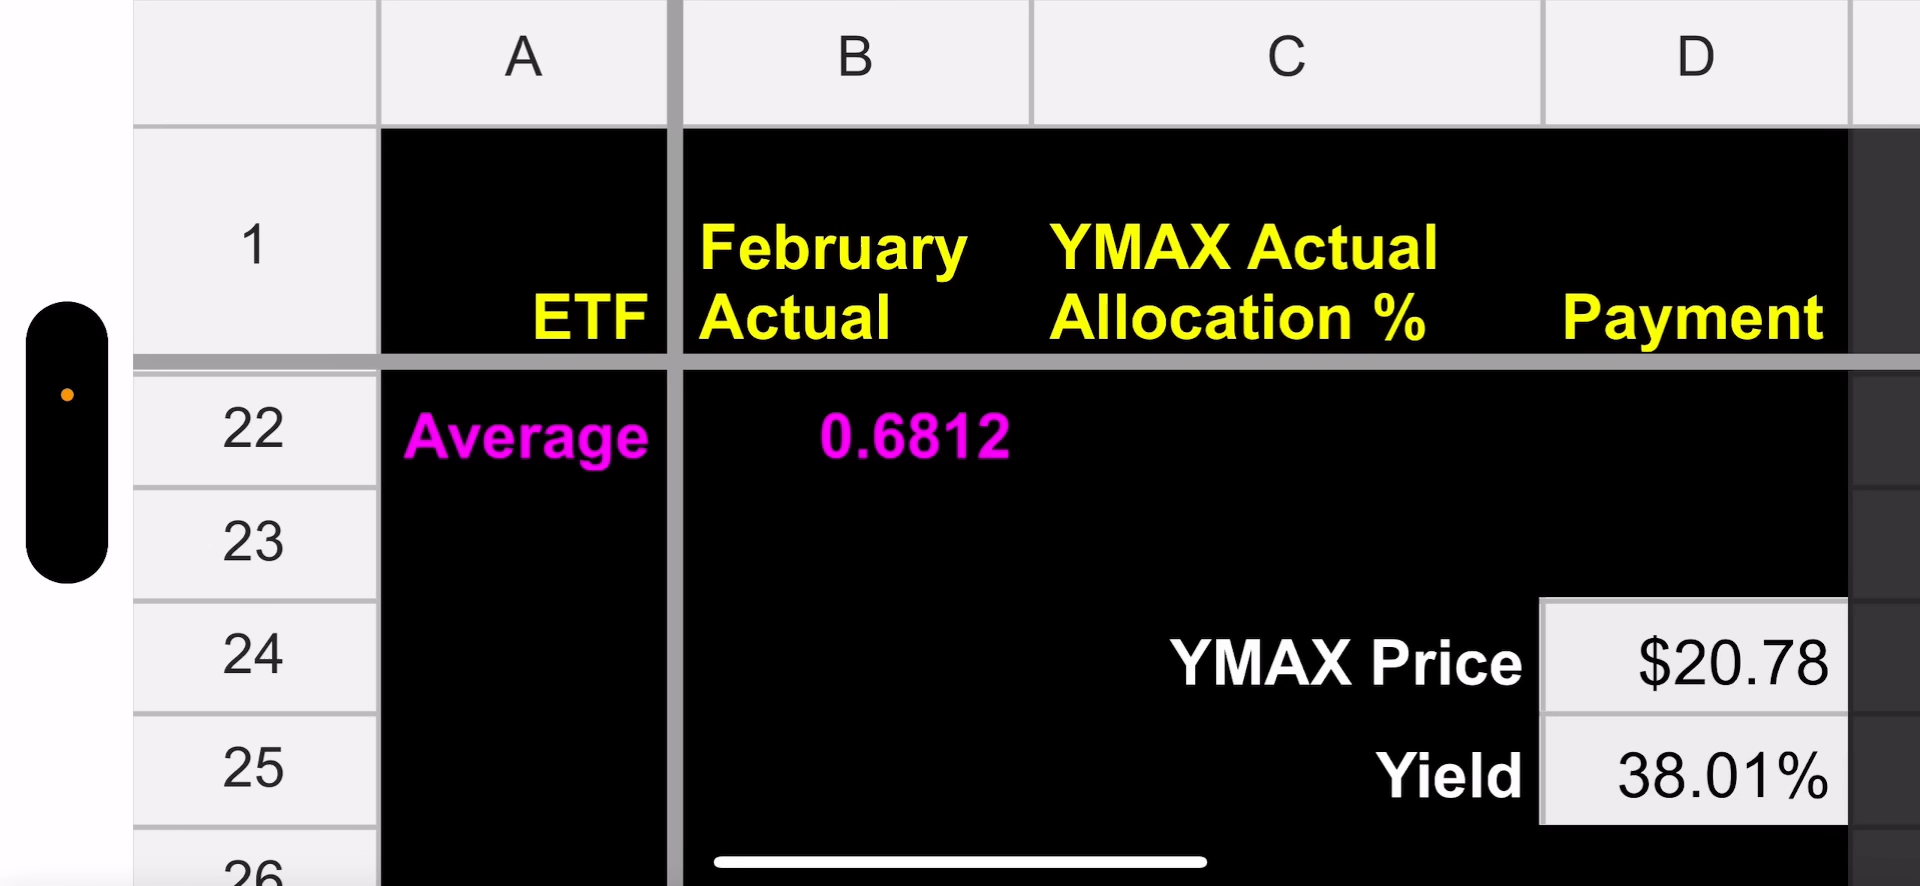 A B C D
1 ETF February Actual YMAX Actual Allocation % Payment
22 Average 0.6812
23
24 YMAX Price $20.78
25 Yield 38.01%
26